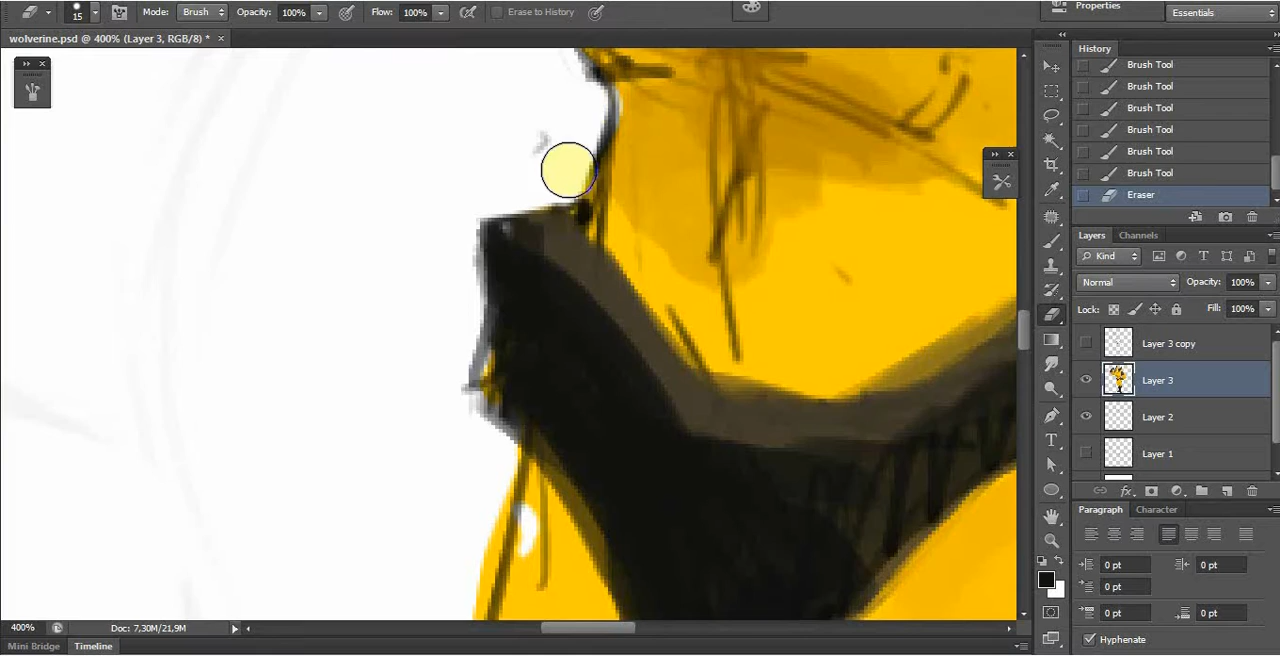 Properties
15
Mode: Brush Opacity: 100% Flow: 100% Erase to History
Essentials
wolverine.psd @ 400% (Layer 3, RGB/8) * ×
History
Brush Tool
Brush Tool
Brush Tool
Brush Tool
Brush Tool
Brush Tool
Eraser
Layers Channels
Kind
Normal Opacity: 100%
Lock: Fill: 100%
Layer 3 copy
Layer 3
Layer 2
Layer 1
Paragraph Character
0 pt 0 pt
0 pt
0 pt 0 pt
Hyphenate
400% Doc: 7,30M/21,9M
Mini Bridge Timeline